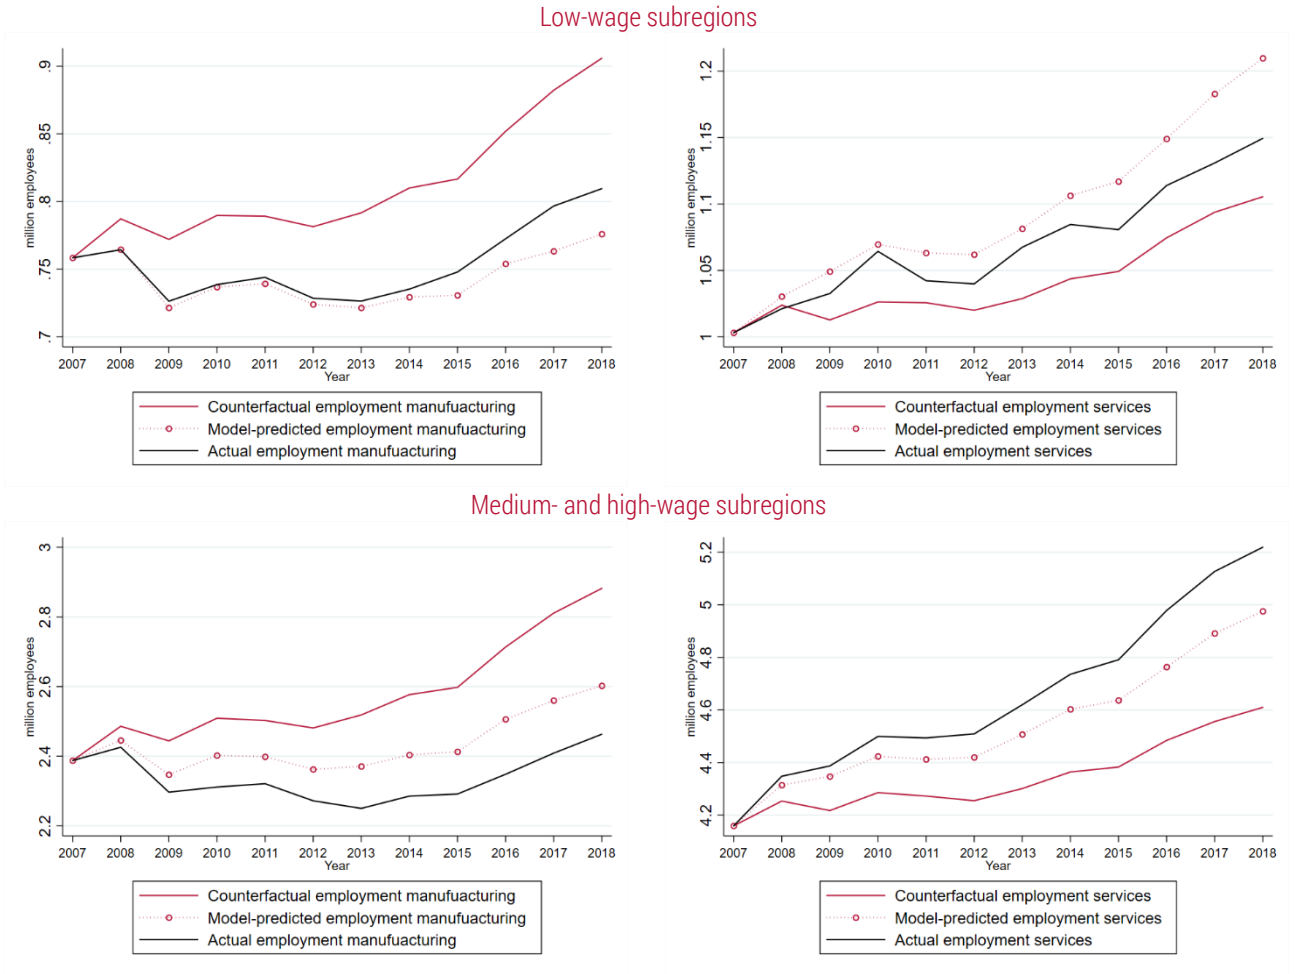 Low-wage subregions
million employees
.9
.85
.8
.75
.7
2007 2008 2009 2010 2011 2012 2013 2014 2015 2016 2017 2018
Year
Counterfactual employment manufuacturing
Model-predicted employment manufuacturing
Actual employment manufuacturing
million employees
1.2
1.15
1.1
1.05
1
2007 2008 2009 2010 2011 2012 2013 2014 2015 2016 2017 2018
Year
Counterfactual employment services
Model-predicted employment services
Actual employment services
Medium- and high-wage subregions
million employees
3
2.8
2.6
2.4
2.2
2007 2008 2009 2010 2011 2012 2013 2014 2015 2016 2017 2018
Year
Counterfactual employment manufuacturing
Model-predicted employment manufuacturing
Actual employment manufuacturing
million employees
5.2
5
4.8
4.6
4.4
4.2
2007 2008 2009 2010 2011 2012 2013 2014 2015 2016 2017 2018
Year
Counterfactual employment services
Model-predicted employment services
Actual employment services